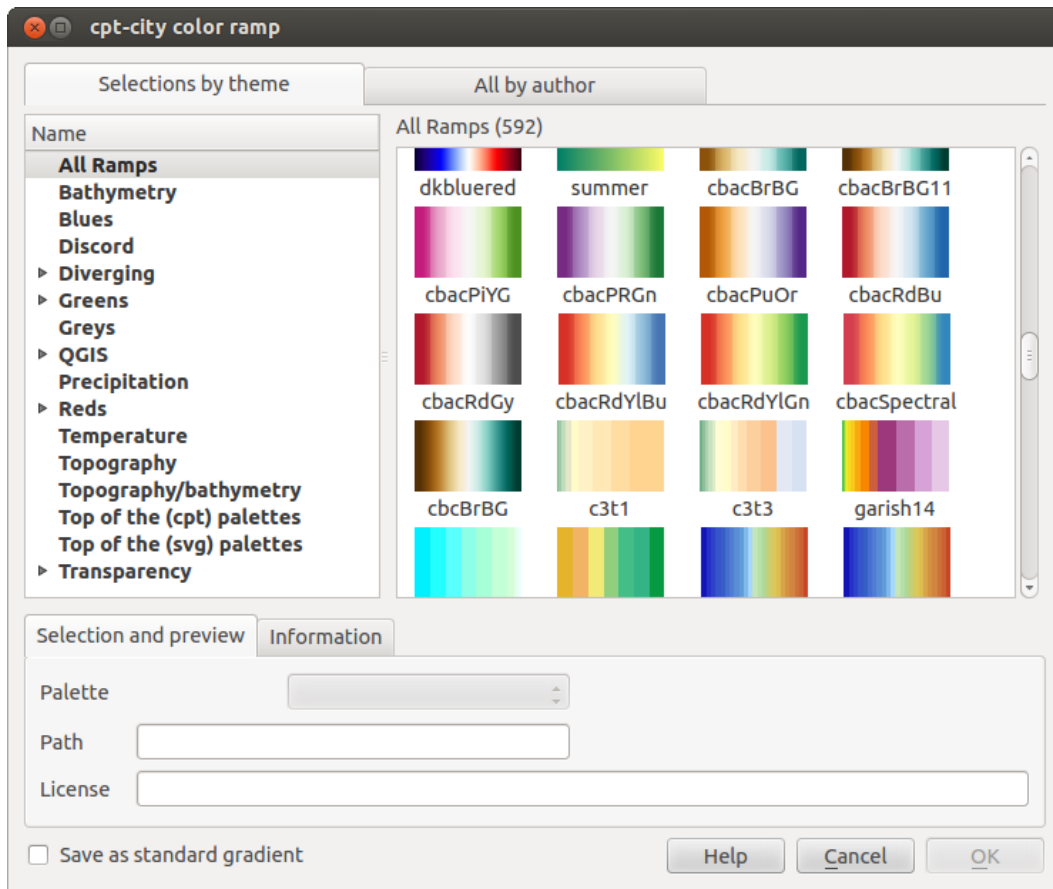 cpt-city color ramp
Selections by theme
All by author
Name
All Ramps
Bathymetry
Blues
Discord
Diverging
Greens
Greys
QGIS
Precipitation
Reds
Temperature
Topography
Topography/bathymetry
Top of the (cpt) palettes
Top of the (svg) palettes
Transparency
All Ramps (592)
dkbluered summer cbacBrBG cbacBrBG11
cbacPiYG cbacPRGn cbacPuOr cbacRdBu
cbacRdGy cbacRdYlBu cbacRdYlGn cbacSpectral
cbcBrBG c3t1 c3t3 garish14
Selection and preview
Information
Palette
Path
License
Save as standard gradient
Help
Cancel
OK